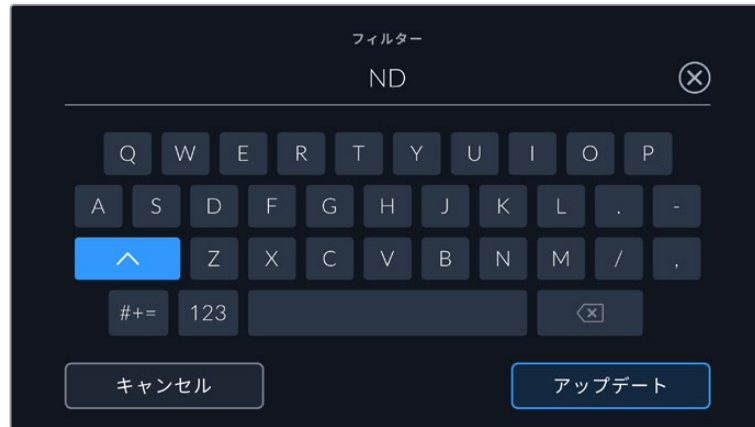 フィルター
ND
Q W E R T Y U I O P
A S D F G H J K L . -
Z X C V B N M / ,
#+= 123
キャンセル アップデート